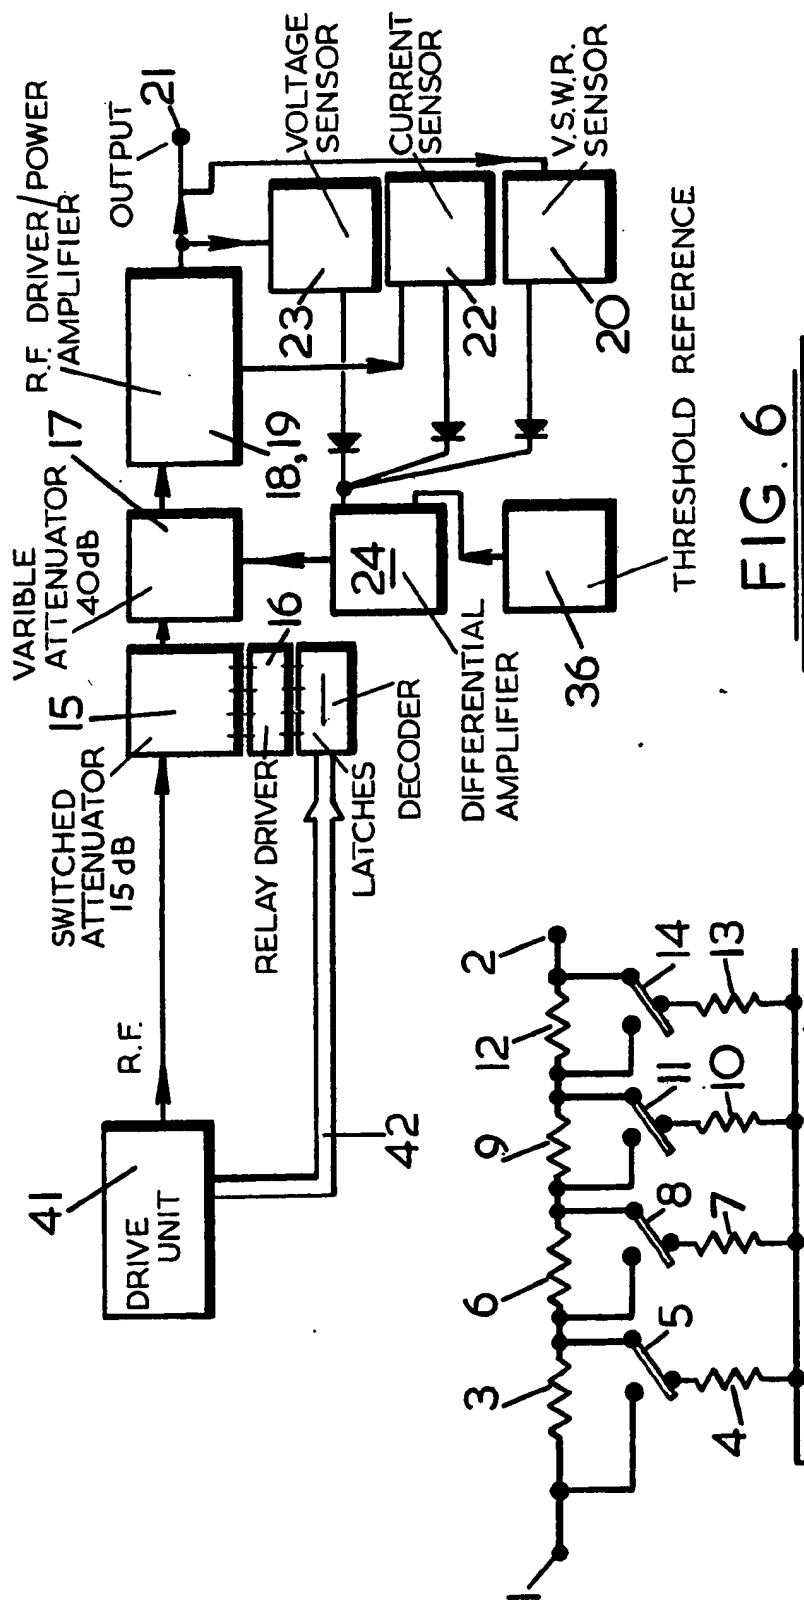 41
DRIVE
UNIT
R.F.
42
SWITCHED
ATTENUATOR
15dB
15
RELAY DRIVER
16
LATCHES
DECODER
VARIBLE
ATTENUATOR
40dB
17
R.F. DRIVER/POWER
AMPLIFIER
18,19
OUTPUT
21
VOLTAGE
SENSOR
23
CURRENT
SENSOR
22
V.S.W.R.
SENSOR
20
24
DIFFERENTIAL
AMPLIFIER
36
THRESHOLD REFERENCE
FIG. 6
1
3
6
9
12
2
5
8
11
14
4
7
10
13